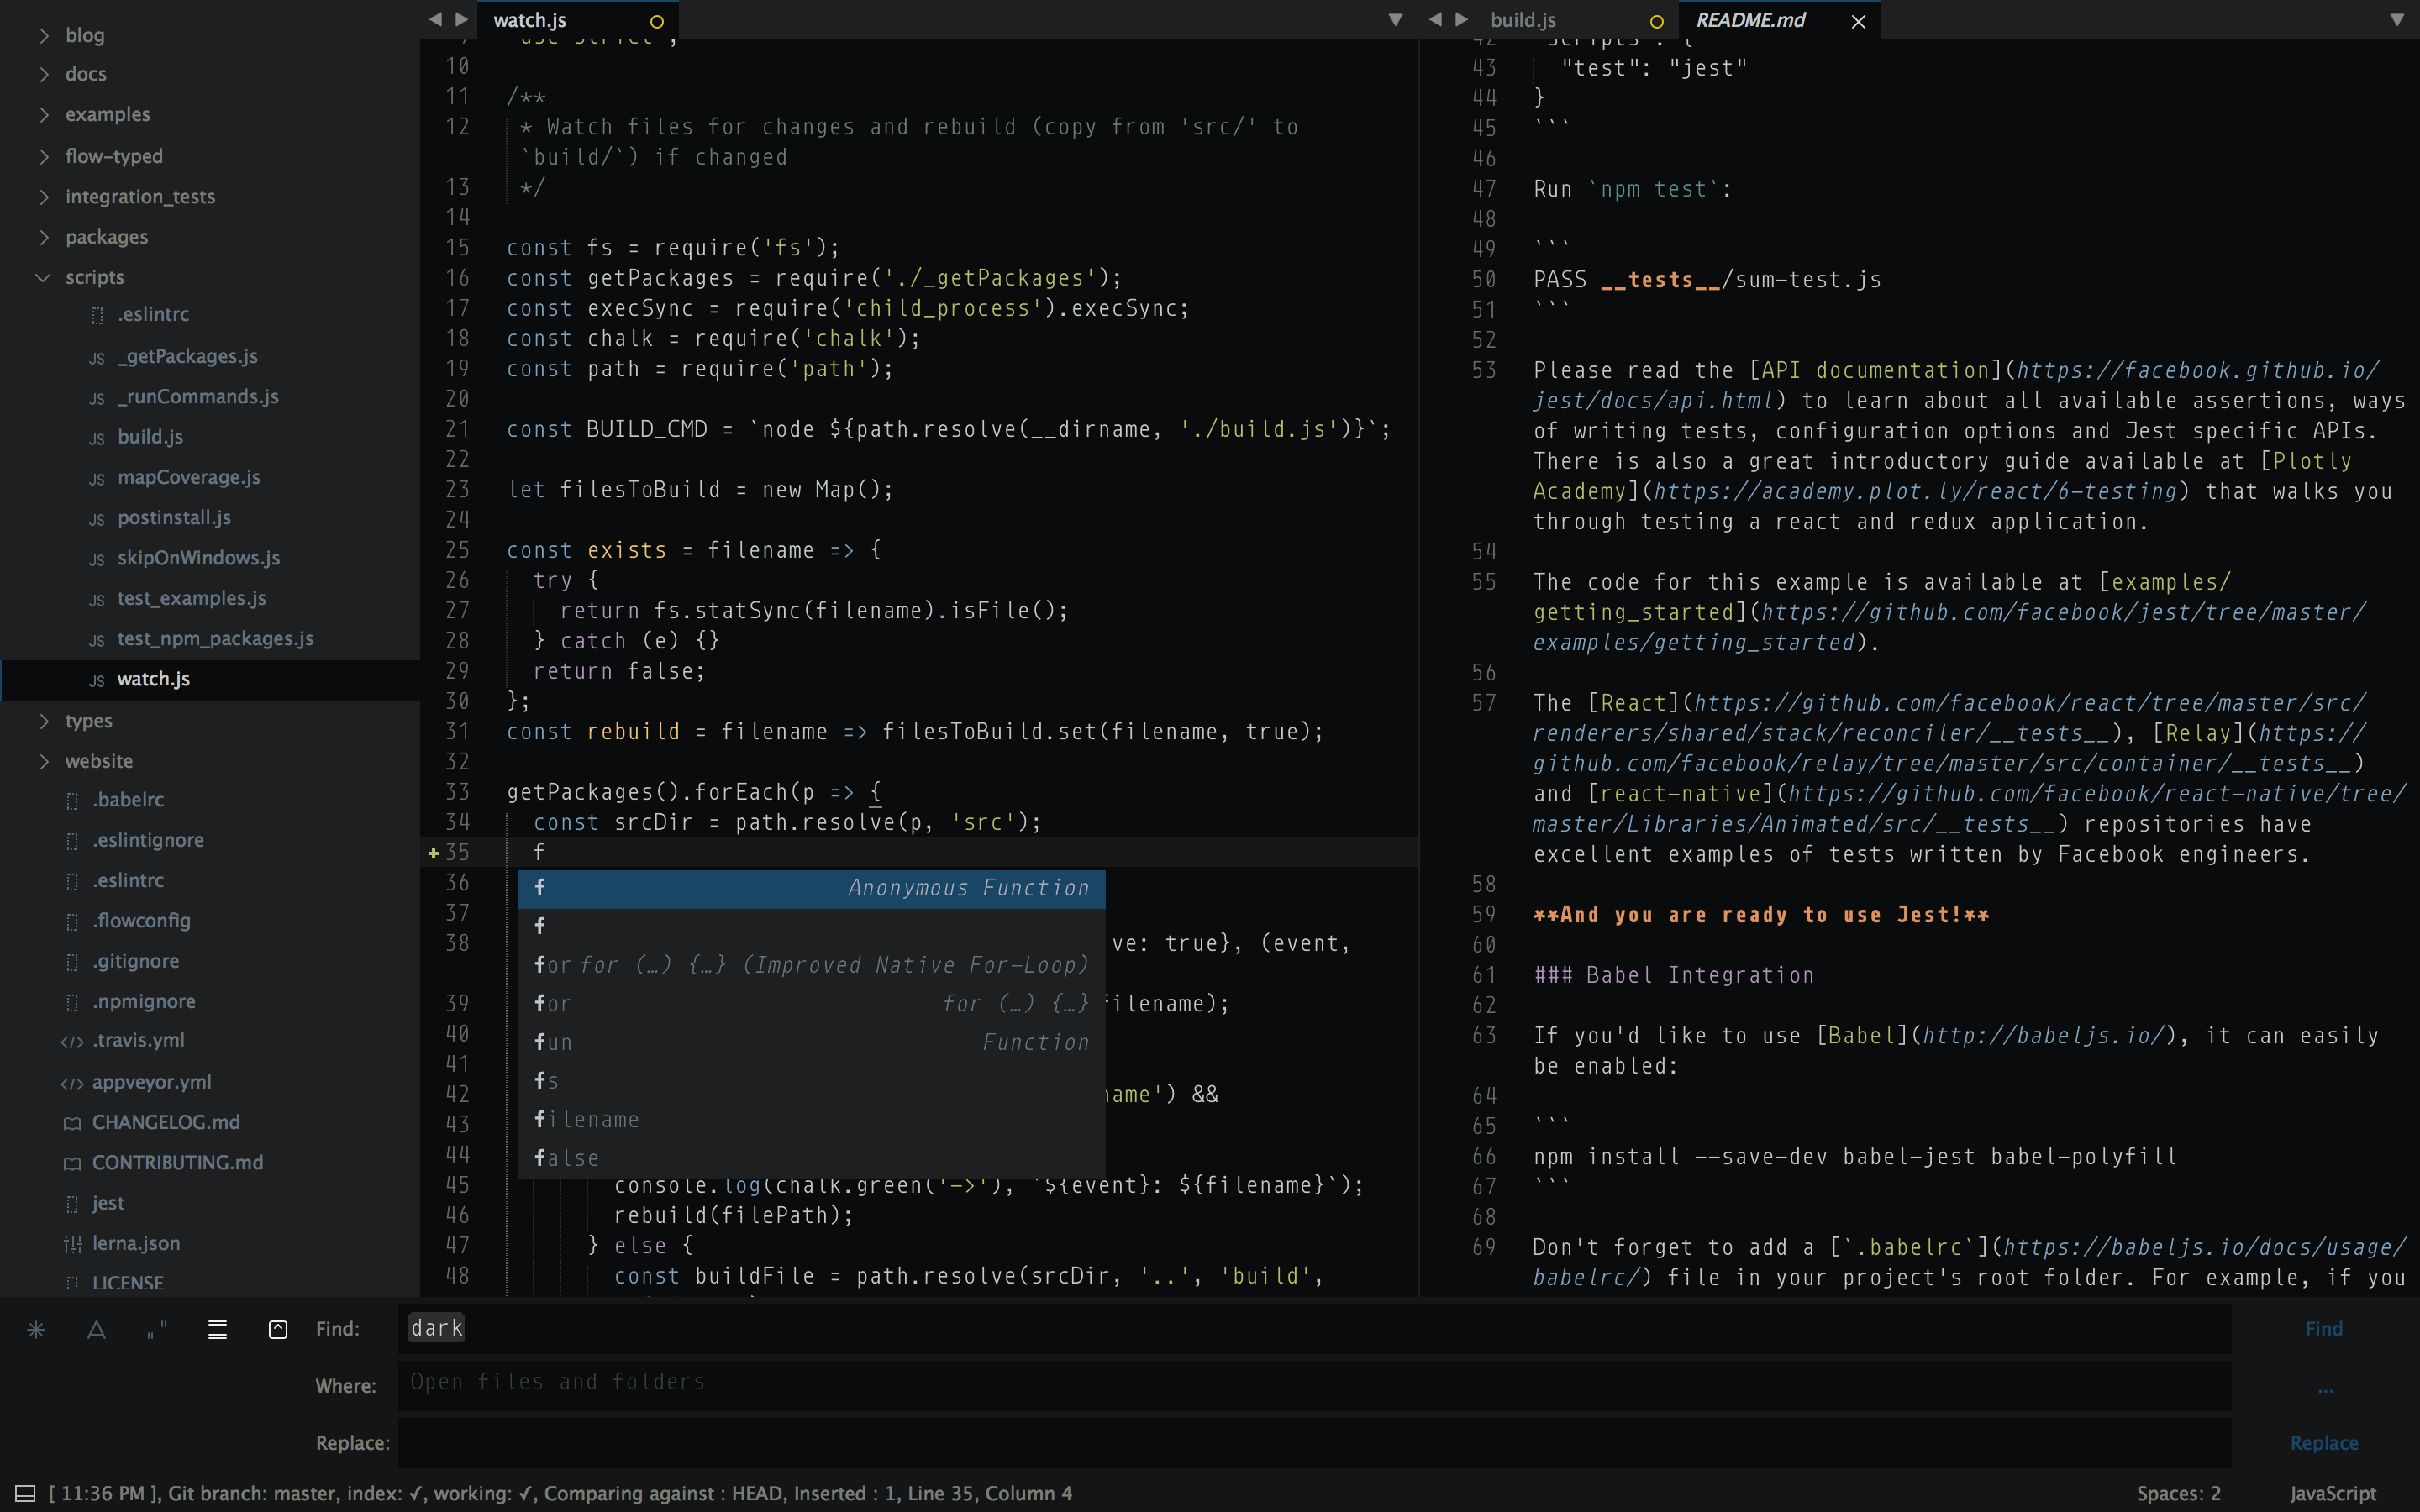 blog
docs
examples
flow-typed
integration_tests
packages
scripts
.eslintrc
JS _getPackages.js
JS _runCommands.js
JS build.js
JS mapCoverage.js
JS postinstall.js
JS skipOnWindows.js
JS test_examples.js
JS test_npm_packages.js
JS watch.js
types
website
.babelrc
.eslintignore
.eslintrc
.flowconfig
.gitignore
.npmignore
</> .travis.yml
</> appveyor.yml
CHANGELOG.md
CONTRIBUTING.md
jest
lerna.json
LICENSE
watch.js
10
11 /**
12 * Watch files for changes and rebuild (copy from 'src/' to
`build/`) if changed
13 */
14
15 const fs = require('fs');
16 const getPackages = require('./_getPackages');
17 const execSync = require('child_process').execSync;
18 const chalk = require('chalk');
19 const path = require('path');
20
21 const BUILD_CMD = `node ${path.resolve(__dirname, './build.js')}`;
22
23 let filesToBuild = new Map();
24
25 const exists = filename => {
26 try {
27 return fs.statSync(filename).isFile();
28 } catch (e) {}
29 return false;
30 };
31 const rebuild = filename => filesToBuild.set(filename, true);
32
33 getPackages().forEach(p => {
34 const srcDir = path.resolve(p, 'src');
35 f
36 f Anonymous Function
37 f
38 ve: true}, (event,
for for (…) {…} (Improved Native For-Loop)
39 for for (…) {…} filename);
40 fun Function
41 fs
42 name') &&
43 filename
44 false
45 console.log(chalk.green('->'), `${event}: ${filename}`);
46 rebuild(filePath);
47 } else {
48 const buildFile = path.resolve(srcDir, '..', 'build',
build.js
README.md
42 "scripts": {
43 "test": "jest"
44 }
45 ```
46
47 Run `npm test`:
48
49 ```
50 PASS __tests__/sum-test.js
51 ```
52
53 Please read the [API documentation](https://facebook.github.io/
jest/docs/api.html) to learn about all available assertions, ways
of writing tests, configuration options and Jest specific APIs.
There is also a great introductory guide available at [Plotly
Academy](https://academy.plot.ly/react/6-testing) that walks you
through testing a react and redux application.
54
55 The code for this example is available at [examples/
getting_started](https://github.com/facebook/jest/tree/master/
examples/getting_started).
56
57 The [React](https://github.com/facebook/react/tree/master/src/
renderers/shared/stack/reconciler/__tests__), [Relay](https://
github.com/facebook/relay/tree/master/src/container/__tests__)
and [react-native](https://github.com/facebook/react-native/tree/
master/Libraries/Animated/src/__tests__) repositories have
excellent examples of tests written by Facebook engineers.
58
59 **And you are ready to use Jest!**
60
61 ### Babel Integration
62
63 If you'd like to use [Babel](http://babeljs.io/), it can easily
be enabled:
64
65 ```
66 npm install --save-dev babel-jest babel-polyfill
67 ```
68
69 Don't forget to add a [`.babelrc`](https://babeljs.io/docs/usage/
babelrc/) file in your project's root folder. For example, if you
Find: dark Find
Where: Open files and folders ...
Replace: Replace
[ 11:36 PM ], Git branch: master, index: ✓, working: ✓, Comparing against : HEAD, Inserted : 1, Line 35, Column 4 Spaces: 2 JavaScript